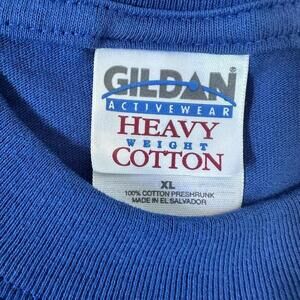 GILDAN
ACTIVEWEAR
HEAVY
WEIGHT
COTTON
XL
100% COTTON PRESHRUNK
MADE IN EL SALVADOR